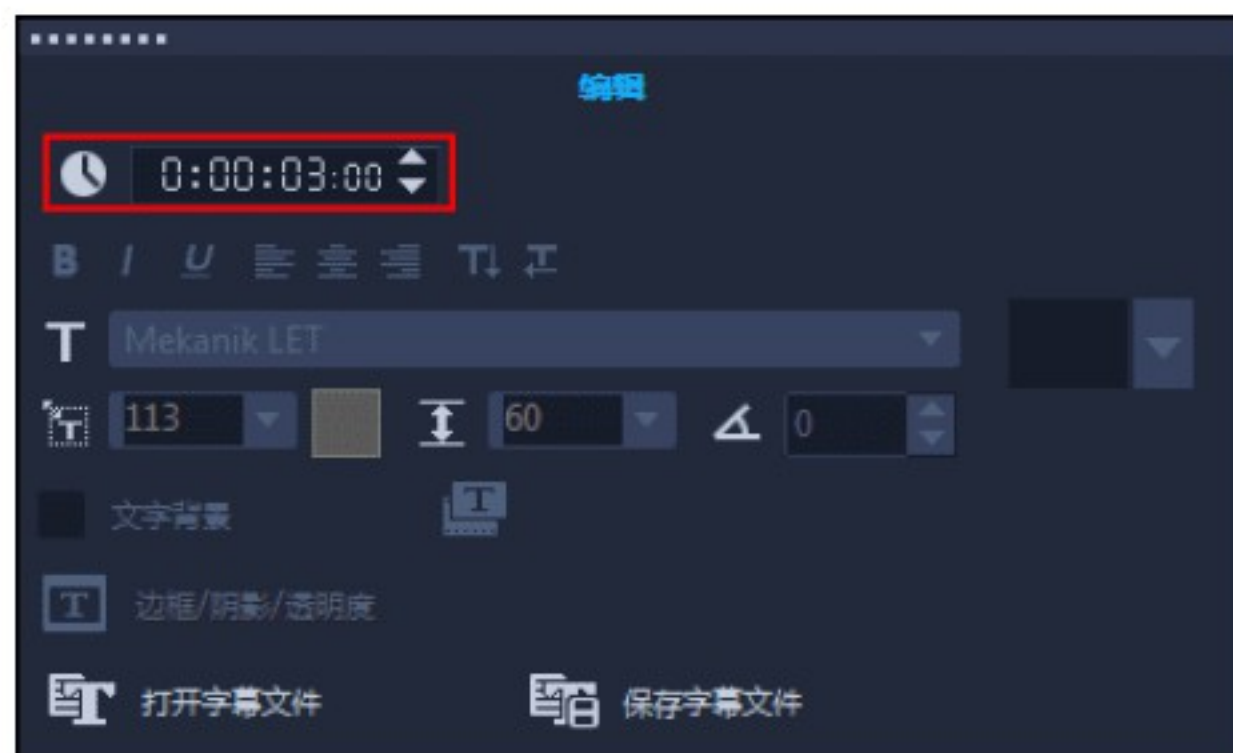 编辑
0:00:03:00
B I U
T Mekanik LET
113 60 0
文字背景
边框/阴影/透明度
打开字幕文件 保存字幕文件